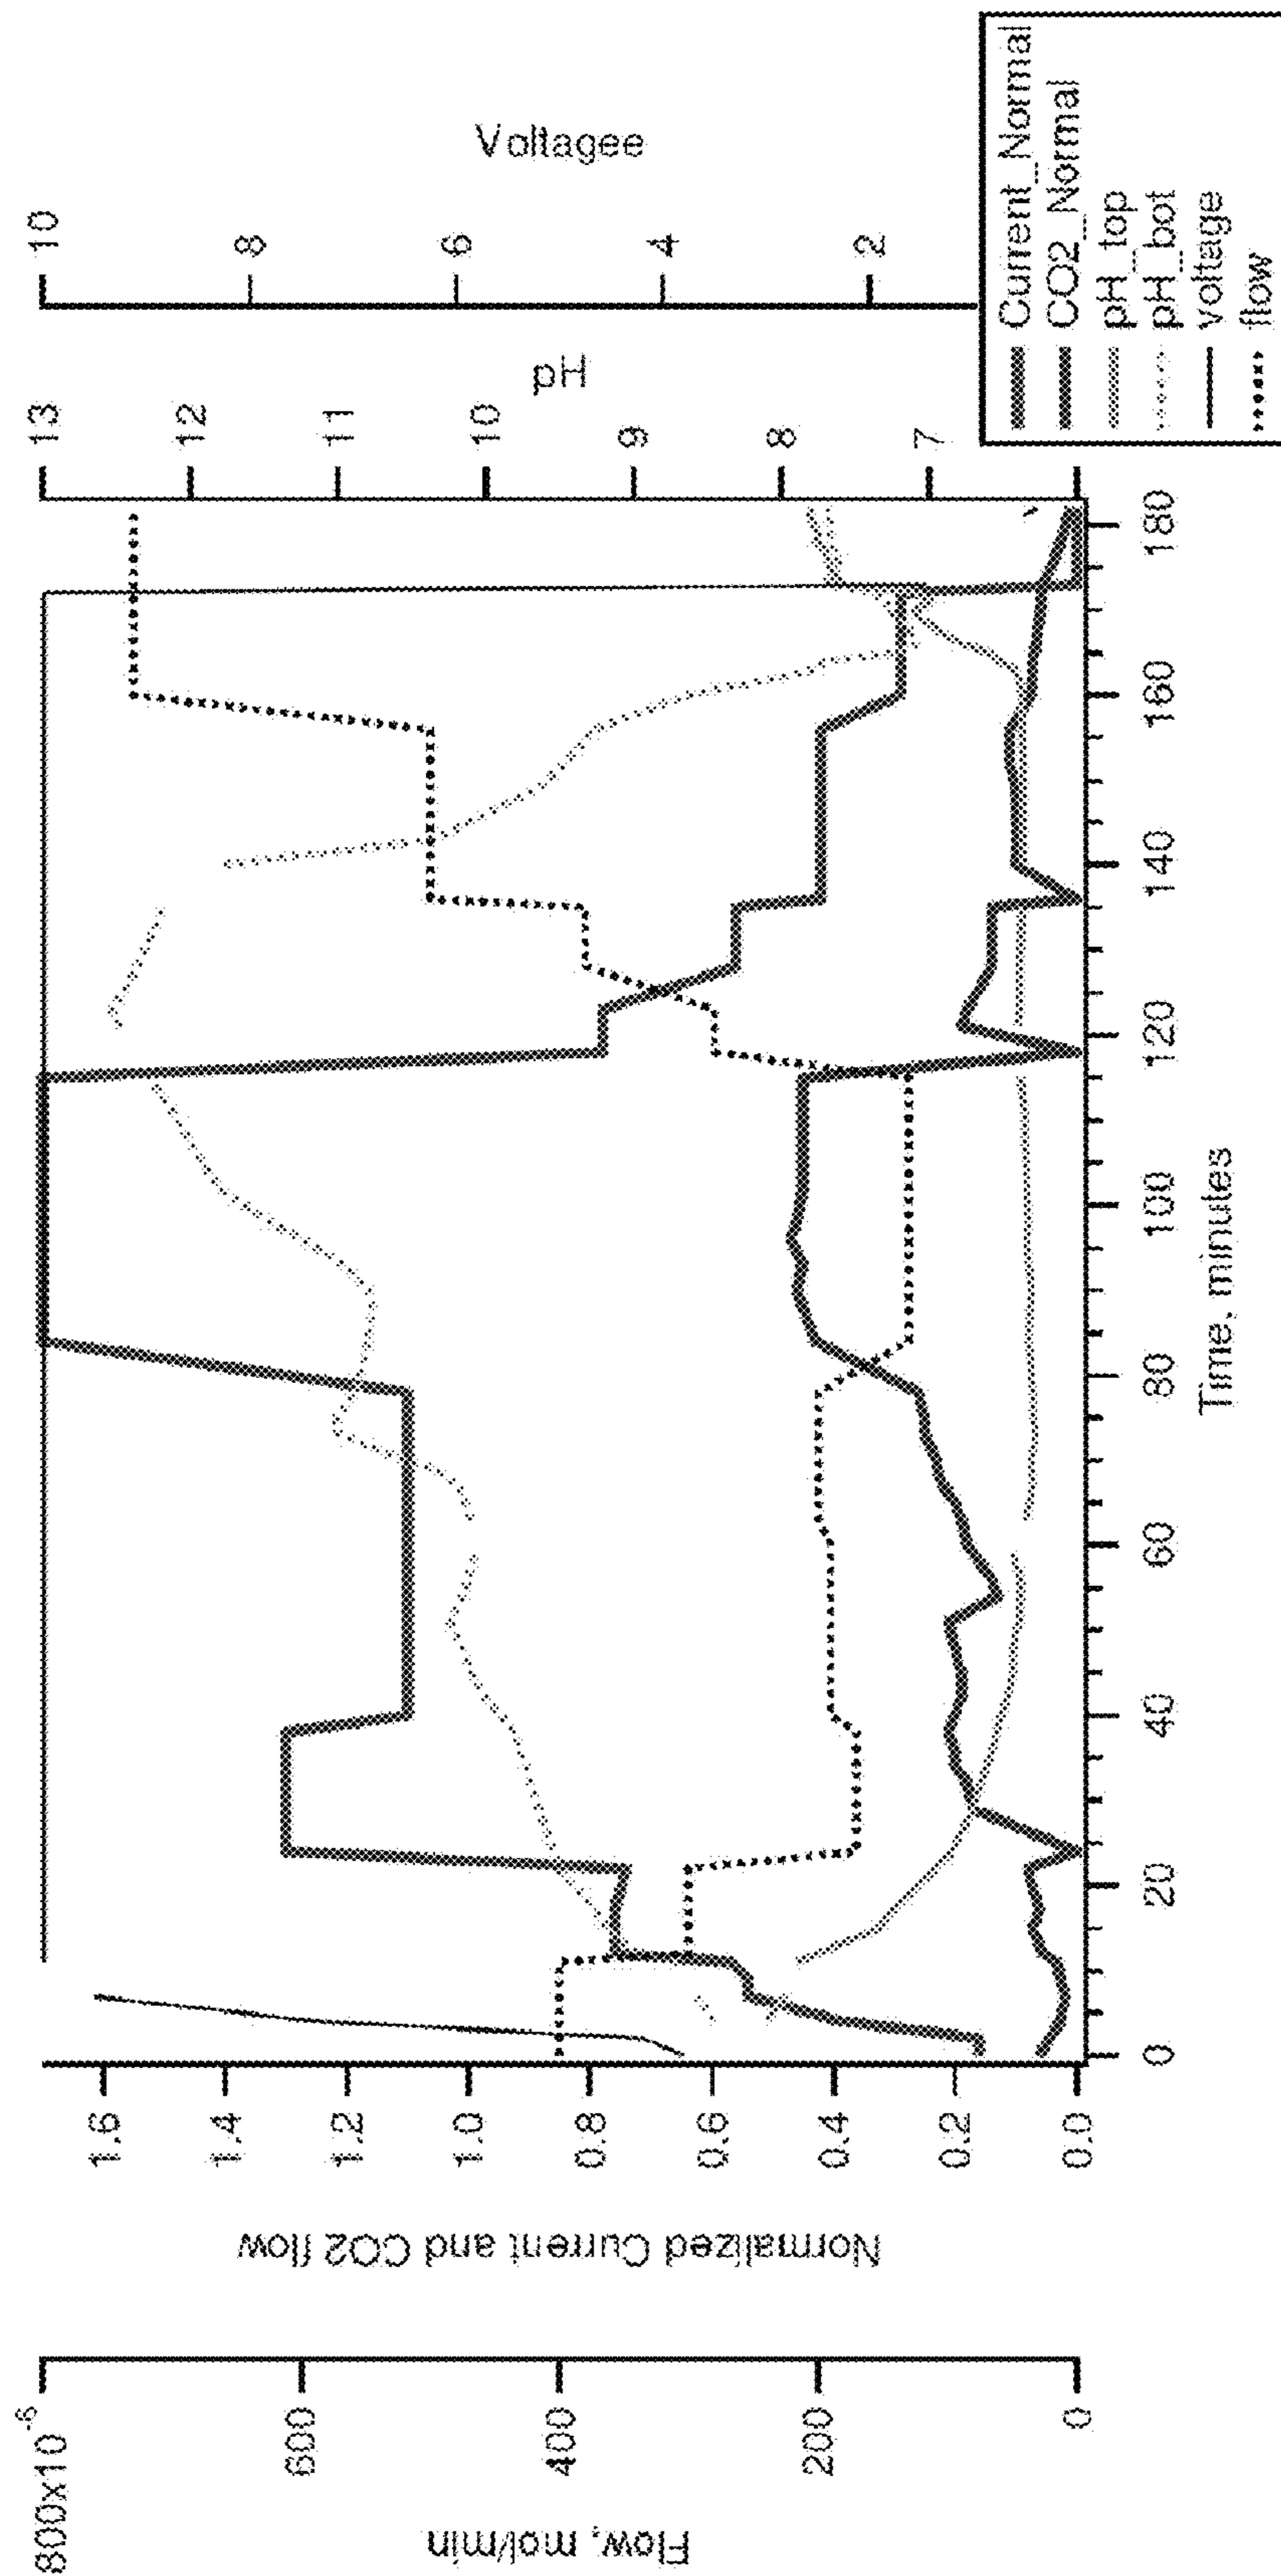 800x10-6
600
400
200
0
Flow, mol/min
1.6
1.4
1.2
1.0
0.8
0.6
0.4
0.2
0.0
Normalized Current and CO2 flow
0
20
40
60
80
100
120
140
160
180
Time, minutes
13
12
11
10
9
8
7
pH
10
8
6
4
2
Voltagee
Current_Normal
CO2_Normal
pH_top
pH_bot
Voltage
flow